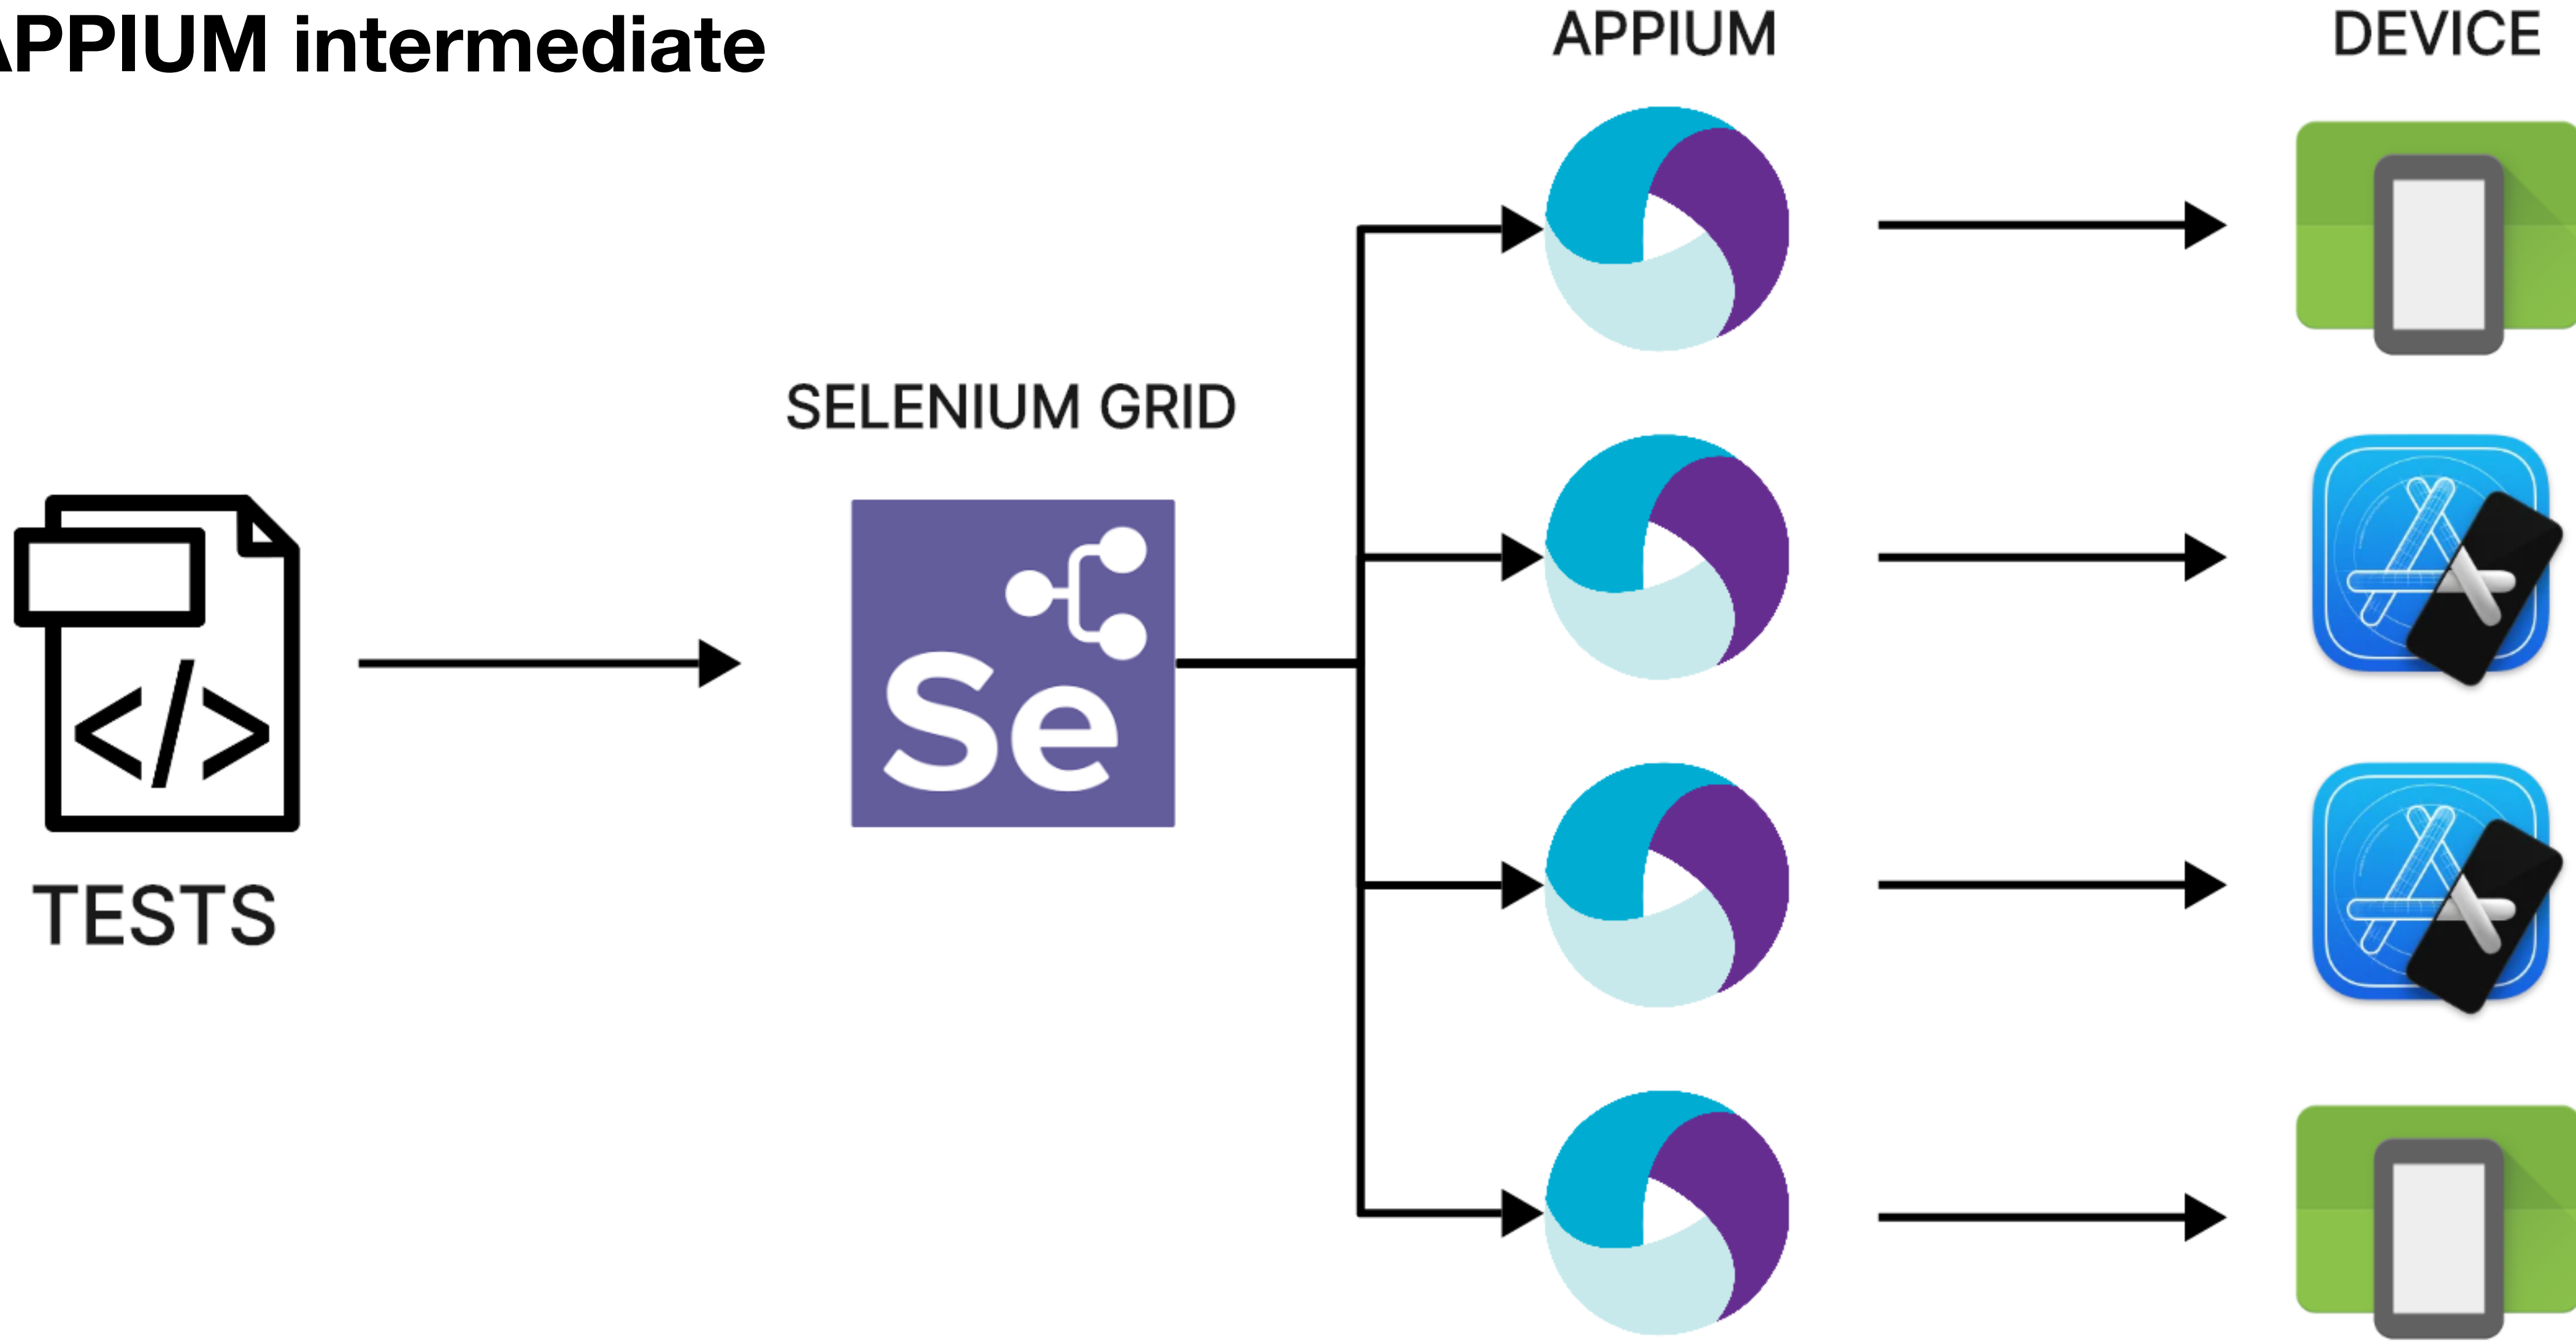 APPIUM intermediate
APPIUM
DEVICE
SELENIUM GRID
Se
</>
TESTS